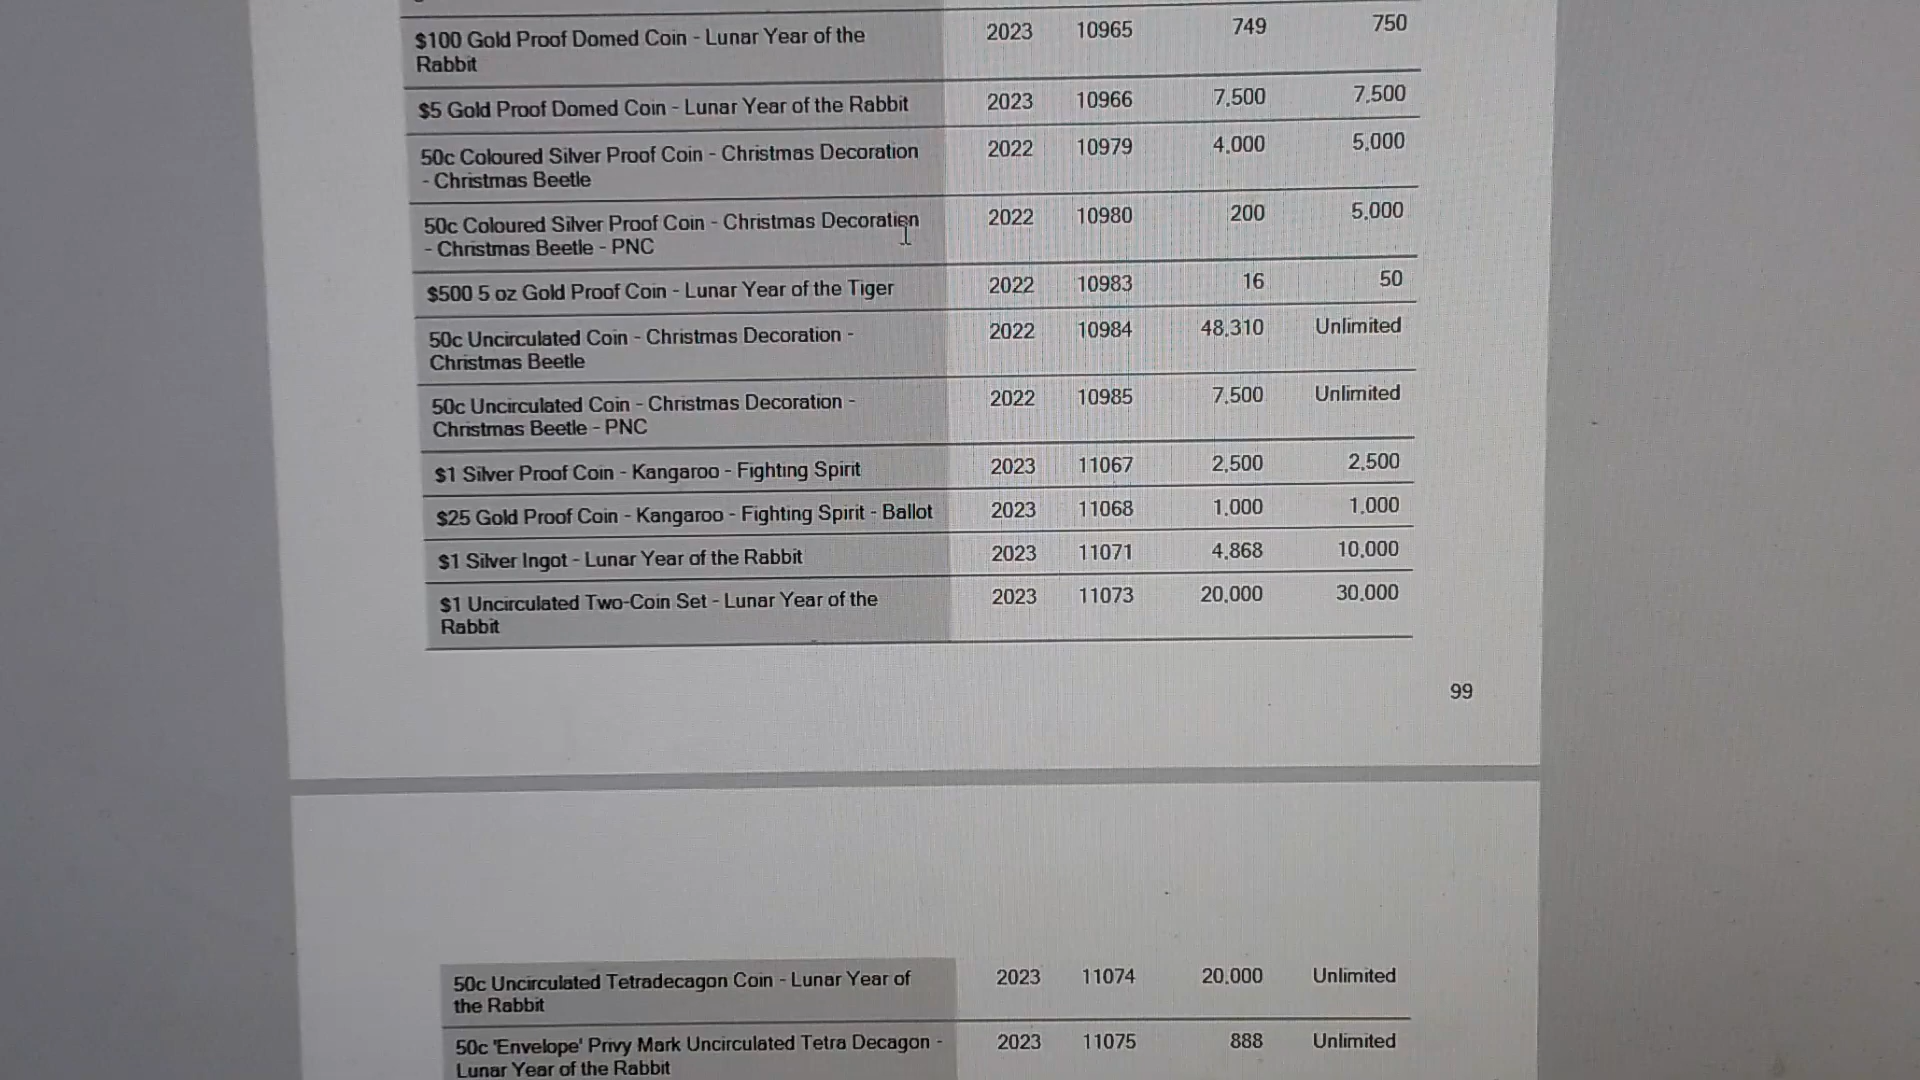 $100 Gold Proof Domed Coin - Lunar Year of the 2023 10965 749 750
Rabbit
$5 Gold Proof Domed Coin - Lunar Year of the Rabbit 2023 10966 7,500 7,500
50c Coloured Silver Proof Coin - Christmas Decoration 2022 10979 4,000 5,000
- Christmas Beetle
50c Coloured Silver Proof Coin - Christmas Decoration 2022 10980 200 5,000
- Christmas Beetle - PNC
$500 5 oz Gold Proof Coin - Lunar Year of the Tiger 2022 10983 16 50
50c Uncirculated Coin - Christmas Decoration - 2022 10984 48,310 Unlimited
Christmas Beetle
50c Uncirculated Coin - Christmas Decoration - 2022 10985 7,500 Unlimited
Christmas Beetle - PNC
$1 Silver Proof Coin - Kangaroo - Fighting Spirit 2023 11067 2,500 2,500
$25 Gold Proof Coin - Kangaroo - Fighting Spirit - Ballot 2023 11068 1,000 1,000
$1 Silver Ingot - Lunar Year of the Rabbit 2023 11071 4,868 10,000
$1 Uncirculated Two-Coin Set - Lunar Year of the 2023 11073 20,000 30,000
Rabbit
99
50c Uncirculated Tetradecagon Coin - Lunar Year of 2023 11074 20,000 Unlimited
the Rabbit
50c 'Envelope' Privy Mark Uncirculated Tetra Decagon - 2023 11075 888 Unlimited
Lunar Year of the Rabbit